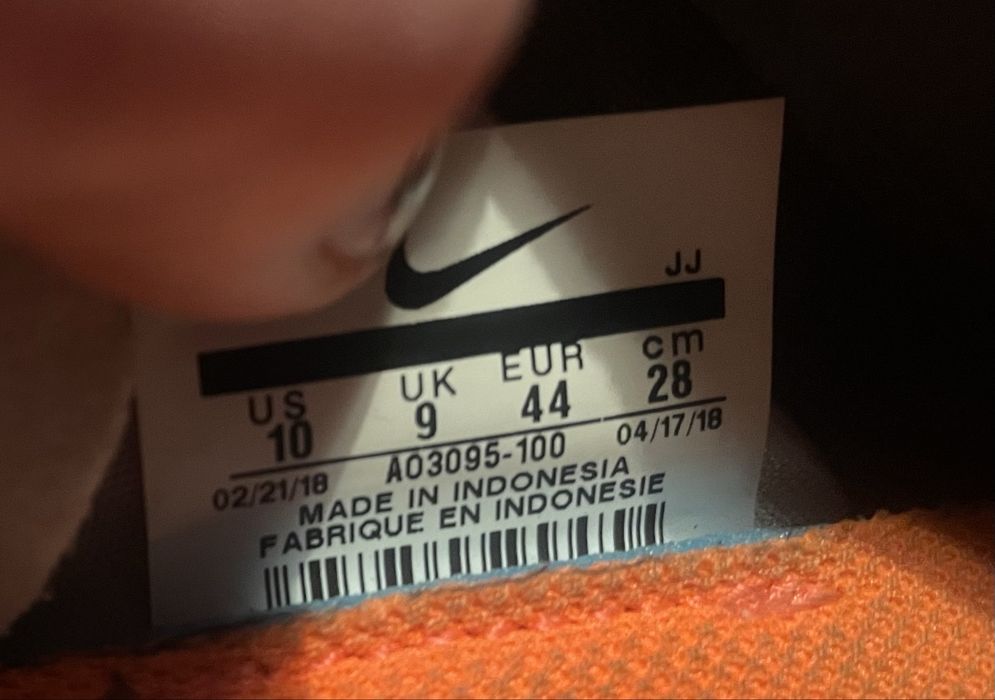 JJ
US UK EUR cm
10 9 44 28
02/21/18 AO3095-100 04/17/18
MADE IN INDONESIA
FABRIQUE EN INDONESIE